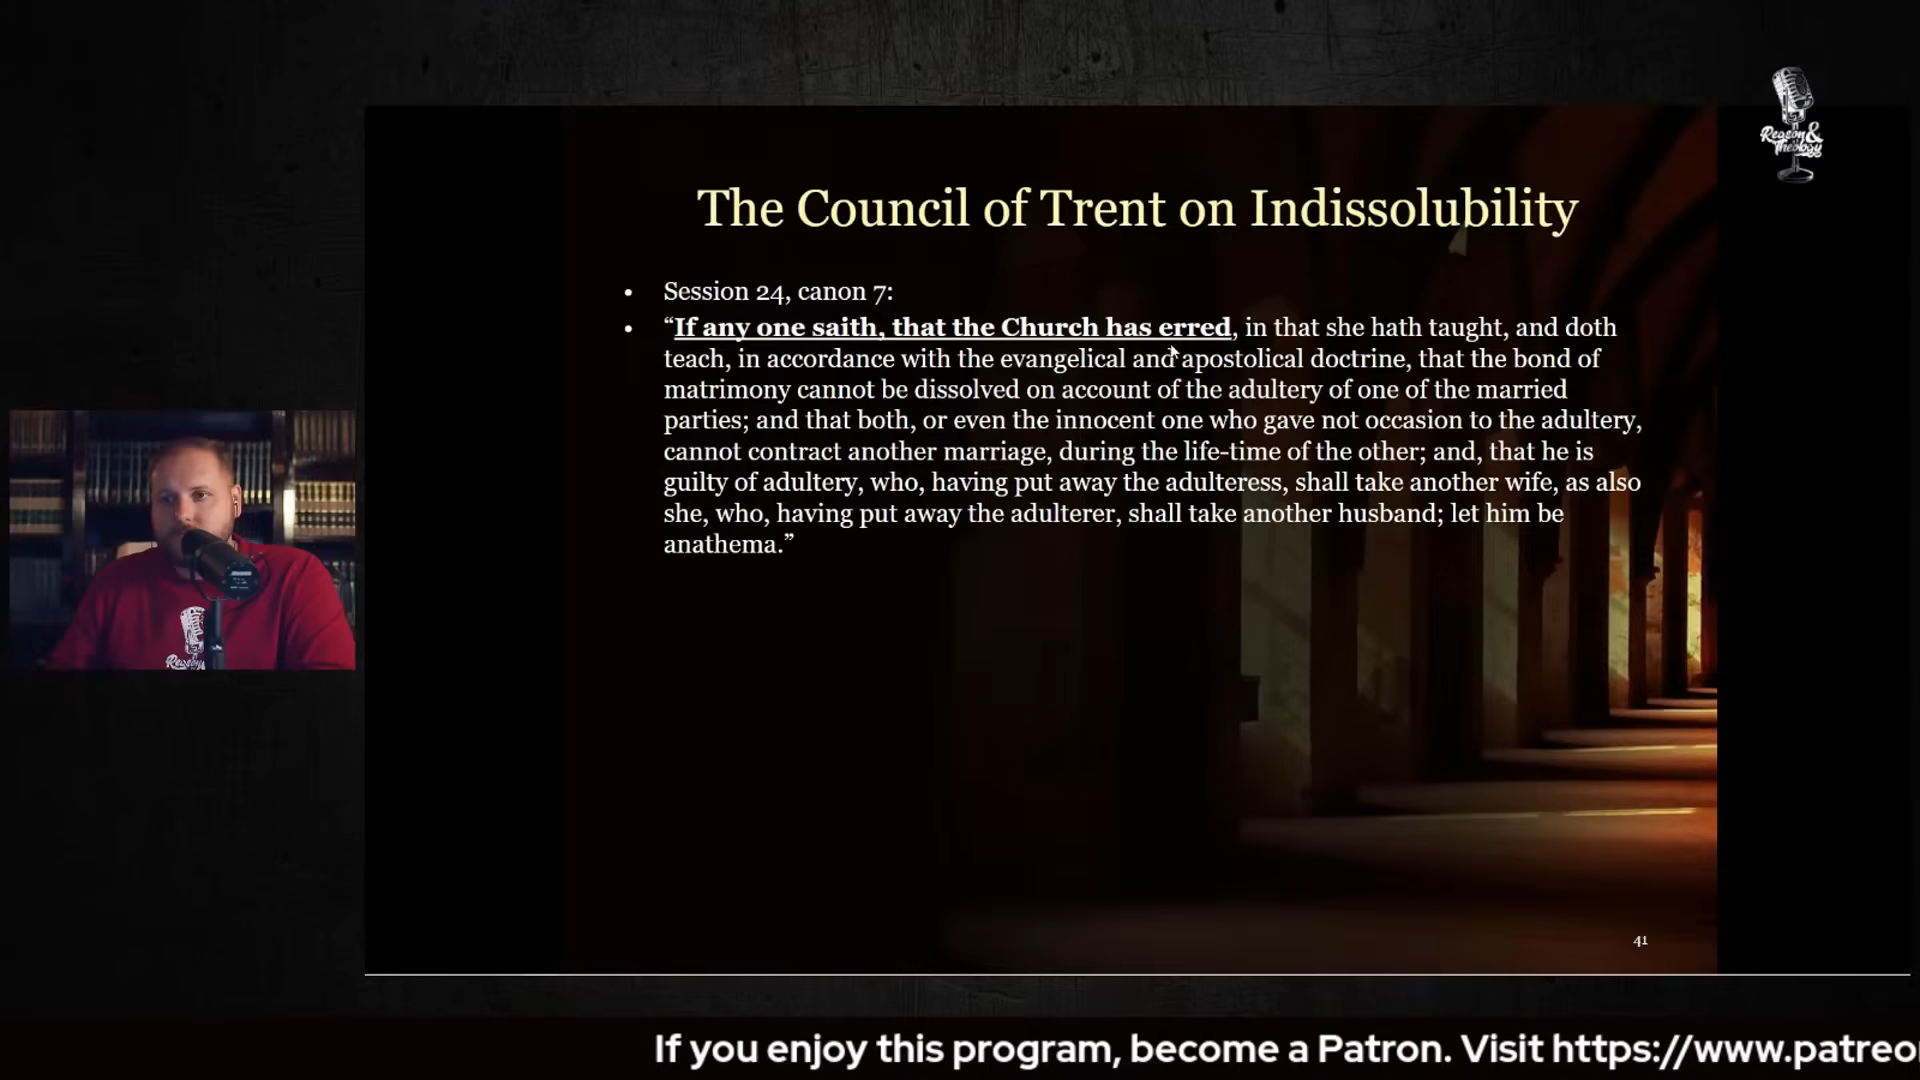 Reason &
Theology
The Council of Trent on Indissolubility
• Session 24, canon 7:
• “If any one saith, that the Church has erred, in that she hath taught, and doth
teach, in accordance with the evangelical and apostolical doctrine, that the bond of
matrimony cannot be dissolved on account of the adultery of one of the married
parties; and that both, or even the innocent one who gave not occasion to the adultery,
cannot contract another marriage, during the life-time of the other; and, that he is
guilty of adultery, who, having put away the adulteress, shall take another wife, as also
she, who, having put away the adulterer, shall take another husband; let him be
anathema.”
41
If you enjoy this program, become a Patron. Visit https://www.patreo